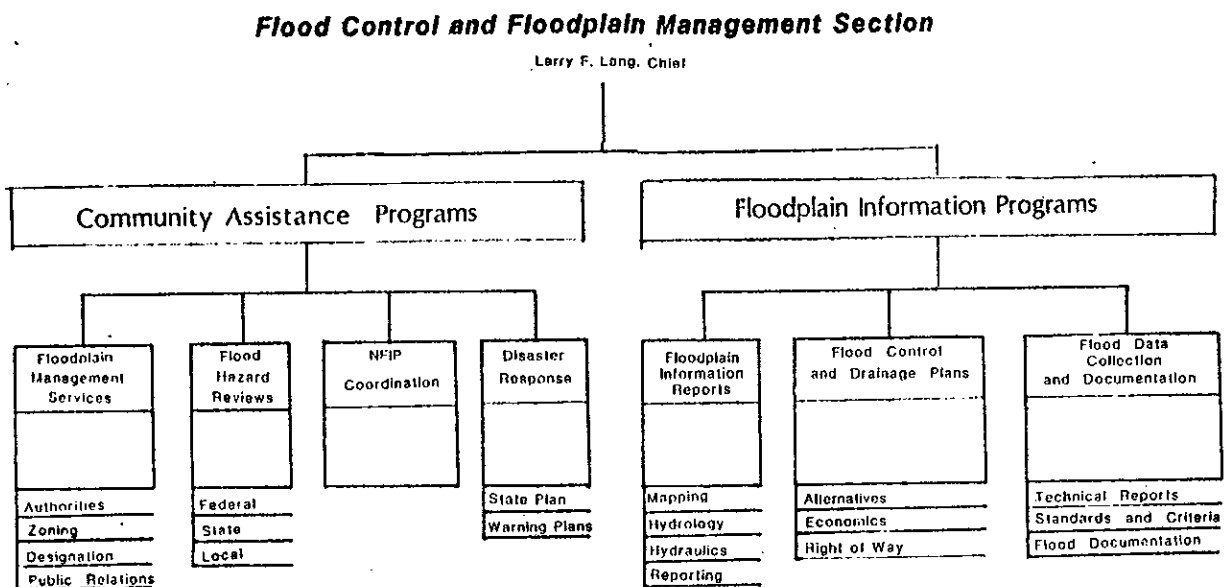 Flood Control and Floodplain Management Section
Larry F. Lang, Chief
Community Assistance Programs
Floodplain Information Programs
Floodplain
Management
Services
Flood
Hazard
Reviews
NFIP
Coordination
Disaster
Response
Floodplain
Information
Reports
Flood Control
and Drainage Plans
Flood Data
Collection
and Documentation
Authorities
Zoning
Designation
Public Relations
Federal
State
Local
State Plan
Warning Plans
Mapping
Hydrology
Hydraulics
Reporting
Alternatives
Economics
Right of Way
Technical Reports
Standards and Criteria
Flood Documentation